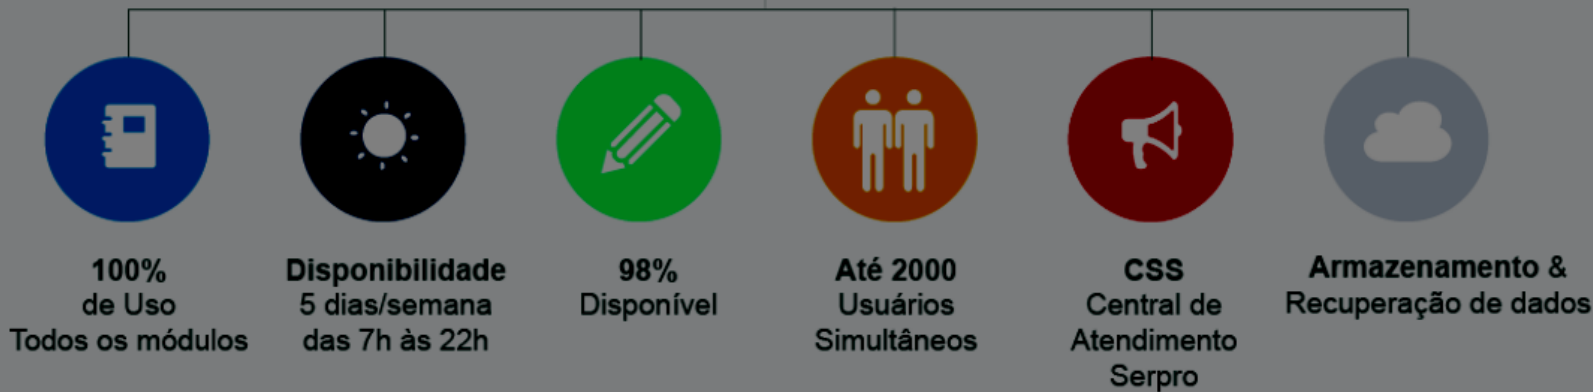 100%
de Uso
Todos os módulos
Disponibilidade
5 dias/semana
das 7h às 22h
98%
Disponível
Até 2000
Usuários
Simultâneos
CSS
Central de
Atendimento
Serpro
Armazenamento &
Recuperação de dados